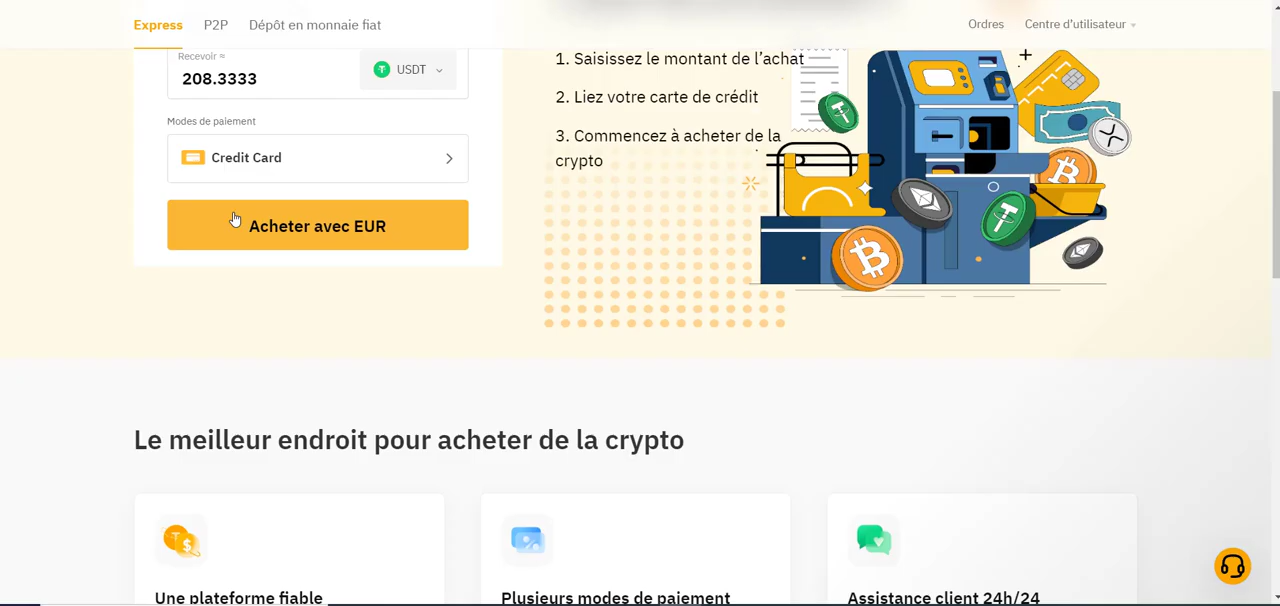 Express P2P Dépôt en monnaie fiat Ordres Centre d'utilisateur
Recevoir ≈
208.3333 USDT
Modes de paiement
Credit Card
Acheter avec EUR
1. Saisissez le montant de l'achat
2. Liez votre carte de crédit
3. Commencez à acheter de la
crypto
Le meilleur endroit pour acheter de la crypto
Une plateforme fiable
Plusieurs modes de paiement
Assistance client 24h/24